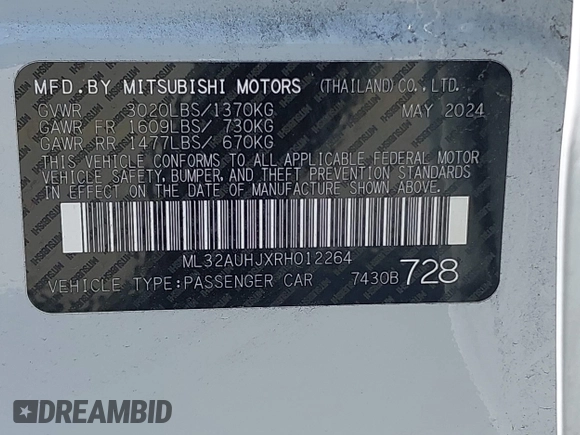 MFD.BY MITSUBISHI MOTORS (THAILAND) CO., LTD.
GVWR 3020LBS/1370KG MAY 2024
GAWR FR 1609LBS/ 730KG
GAWR RR 1477LBS/ 670KG
THIS VEHICLE CONFORMS TO ALL APPLICABLE FEDERAL MOTOR
VEHICLE SAFETY, BUMPER, AND THEFT PREVENTION STANDARDS
IN EFFECT ON THE DATE OF MANUFACTURE SHOWN ABOVE.
ML32AUHJXRH012264
VEHICLE TYPE:PASSENGER CAR 7430B 728
DREAMBID